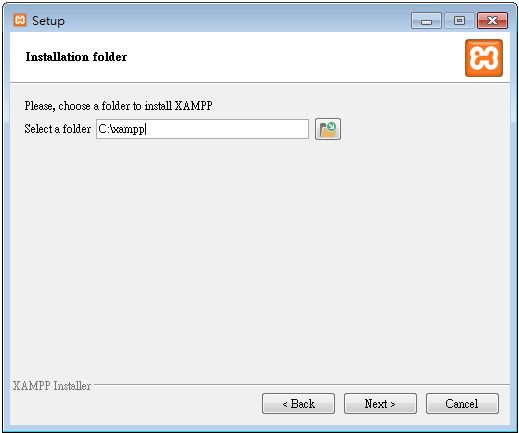 Setup
Installation folder
Please, choose a folder to install XAMPP
Select a folder C:\xampp
XAMPP Installer
< Back Next > Cancel